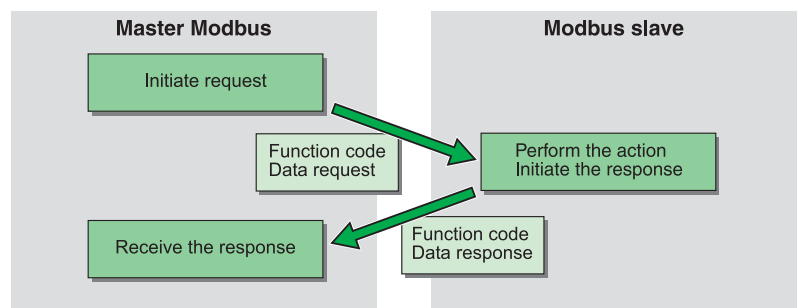 Master Modbus
Modbus slave
Initiate request
Function code
Data request
Perform the action
Initiate the response
Function code
Data response
Receive the response